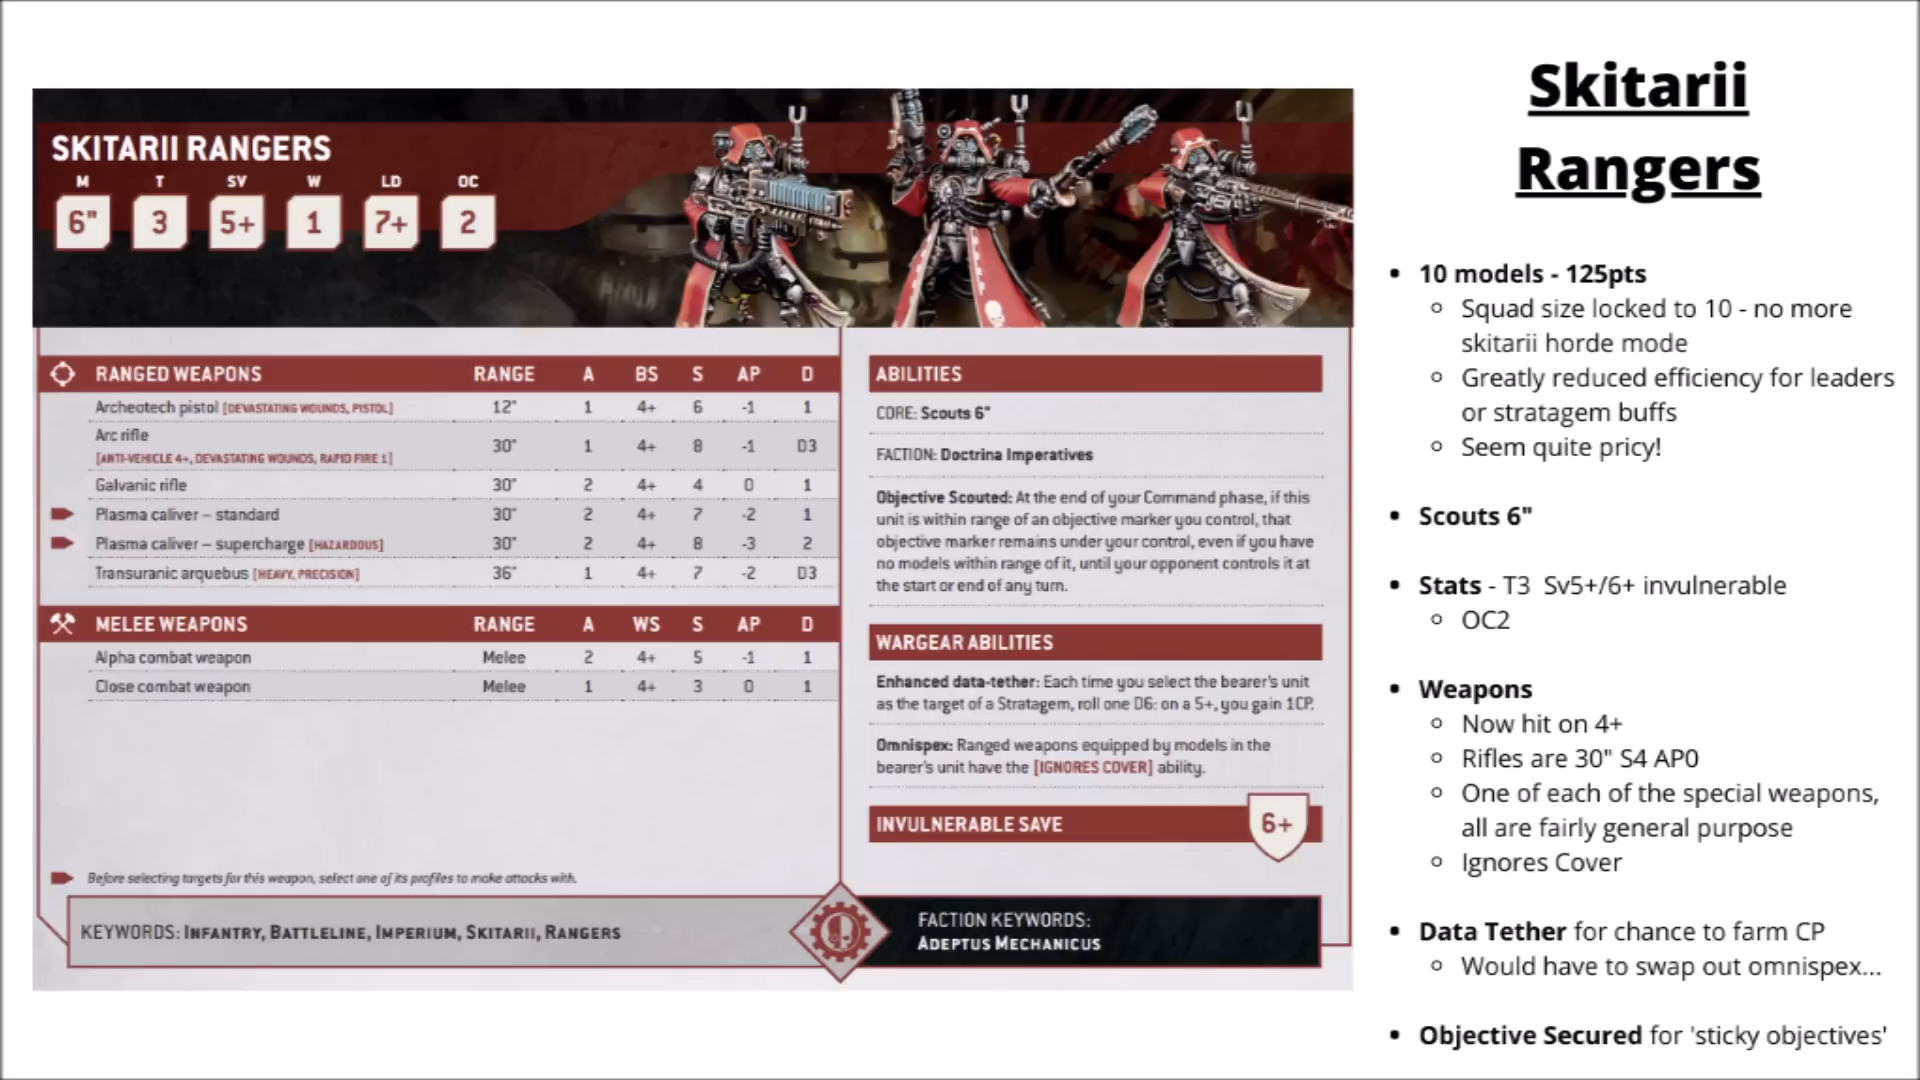 SKITARII RANGERS
M T SV W LD OC
6" 3 5+ 1 7+ 2
RANGED WEAPONS RANGE A BS S AP D
Archeotech pistol [DEVASTATING WOUNDS, PISTOL] 12" 1 4+ 6 -1 1
Arc rifle
[ANTI-VEHICLE 4+, DEVASTATING WOUNDS, RAPID FIRE 1] 30" 1 4+ 8 -1 D3
Galvanic rifle 30" 2 4+ 4 0 1
Plasma caliver – standard 30" 2 4+ 7 -2 1
Plasma caliver – supercharge [HAZARDOUS] 30" 2 4+ 8 -3 2
Transuranic arquebus [HEAVY, PRECISION] 36" 1 4+ 7 -2 D3
MELEE WEAPONS RANGE A WS S AP D
Alpha combat weapon Melee 2 4+ 5 -1 1
Close combat weapon Melee 1 4+ 3 0 1
Before selecting targets for this weapon, select one of its profiles to make attacks with.
KEYWORDS: INFANTRY, BATTLELINE, IMPERIUM, SKITARII, RANGERS
ABILITIES
CORE: Scouts 6"
FACTION: Doctrina Imperatives
Objective Scouted: At the end of your Command phase, if this
unit is within range of an objective marker you control, that
objective marker remains under your control, even if you have
no models within range of it, until your opponent controls it at
the start or end of any turn.
WARGEAR ABILITIES
Enhanced data-tether: Each time you select the bearer's unit
as the target of a Stratagem, roll one D6: on a 5+, you gain 1CP.
Omnispex: Ranged weapons equipped by models in the
bearer's unit have the [IGNORES COVER] ability.
INVULNERABLE SAVE 6+
FACTION KEYWORDS:
ADEPTUS MECHANICUS
Skitarii
Rangers
• 10 models - 125pts
◦ Squad size locked to 10 - no more
skitarii horde mode
◦ Greatly reduced efficiency for leaders
or stratagem buffs
◦ Seem quite pricy!
• Scouts 6"
• Stats - T3 Sv5+/6+ invulnerable
◦ OC2
• Weapons
◦ Now hit on 4+
◦ Rifles are 30" S4 AP0
◦ One of each of the special weapons,
all are fairly general purpose
◦ Ignores Cover
• Data Tether for chance to farm CP
◦ Would have to swap out omnispex...
• Objective Secured for 'sticky objectives'